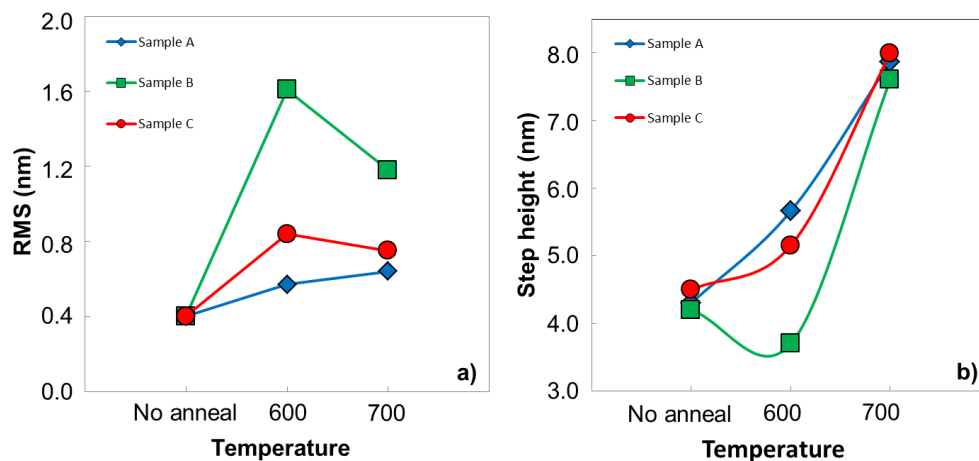 2.0
1.6
1.2
0.8
0.4
0.0
RMS (nm)
Sample A
Sample B
Sample C
a)
No anneal 600 700
Temperature
8.0
7.0
6.0
5.0
4.0
3.0
Step height (nm)
Sample A
Sample B
Sample C
b)
No anneal 600 700
Temperature